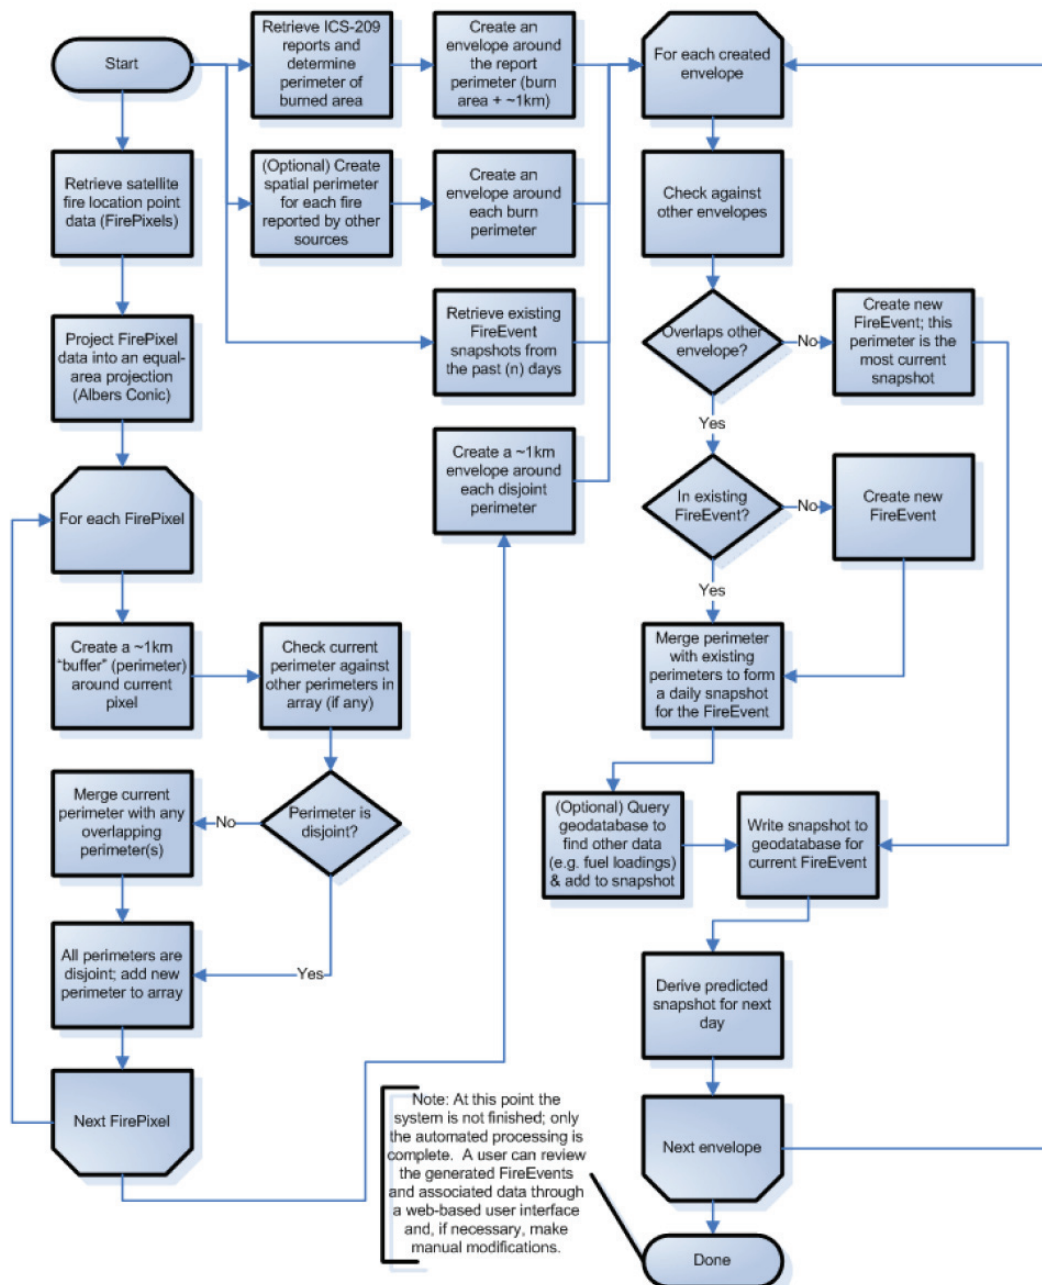 Start
Retrieve ICS-209
reports and
determine
perimeter of
burned area
Create an
envelope around
the report
perimeter (burn
area + ~1km)
For each created
envelope
Retrieve satellite
fire location point
data (FirePixels)
(Optional) Create
spatial perimeter
for each fire
reported by other
sources
Create an
envelope around
each burn
perimeter
Check against
other envelopes
Project FirePixel
data into an equal-
area projection
(Albers Conic)
Retrieve existing
FireEvent
snapshots from
the past (n) days
Overlaps other
envelope?
No
Create new
FireEvent; this
perimeter is the
most current
snapshot
Yes
Create a ~1km
envelope around
each disjoint
perimeter
For each FirePixel
In existing
FireEvent?
No
Create new
FireEvent
Yes
Create a ~1km
“buffer” (perimeter)
around current
pixel
Check current
perimeter against
other perimeters in
array (if any)
Merge perimeter
with existing
perimeters to form
a daily snapshot
for the FireEvent
Merge current
perimeter with any
overlapping
perimeter(s)
No
Perimeter is
disjoint?
(Optional) Query
geodatabase to
find other data
(e.g. fuel loadings)
& add to snapshot
Write snapshot to
geodatabase for
current FireEvent
All perimeters are
disjoint; add new
perimeter to array
Yes
Derive predicted
snapshot for next
day
Next FirePixel
Note: At this point the
system is not finished; only
the automated processing is
complete. A user can review
the generated FireEvents
and associated data through
a web-based user interface
and, if necessary, make
manual modifications.
Next envelope
Done